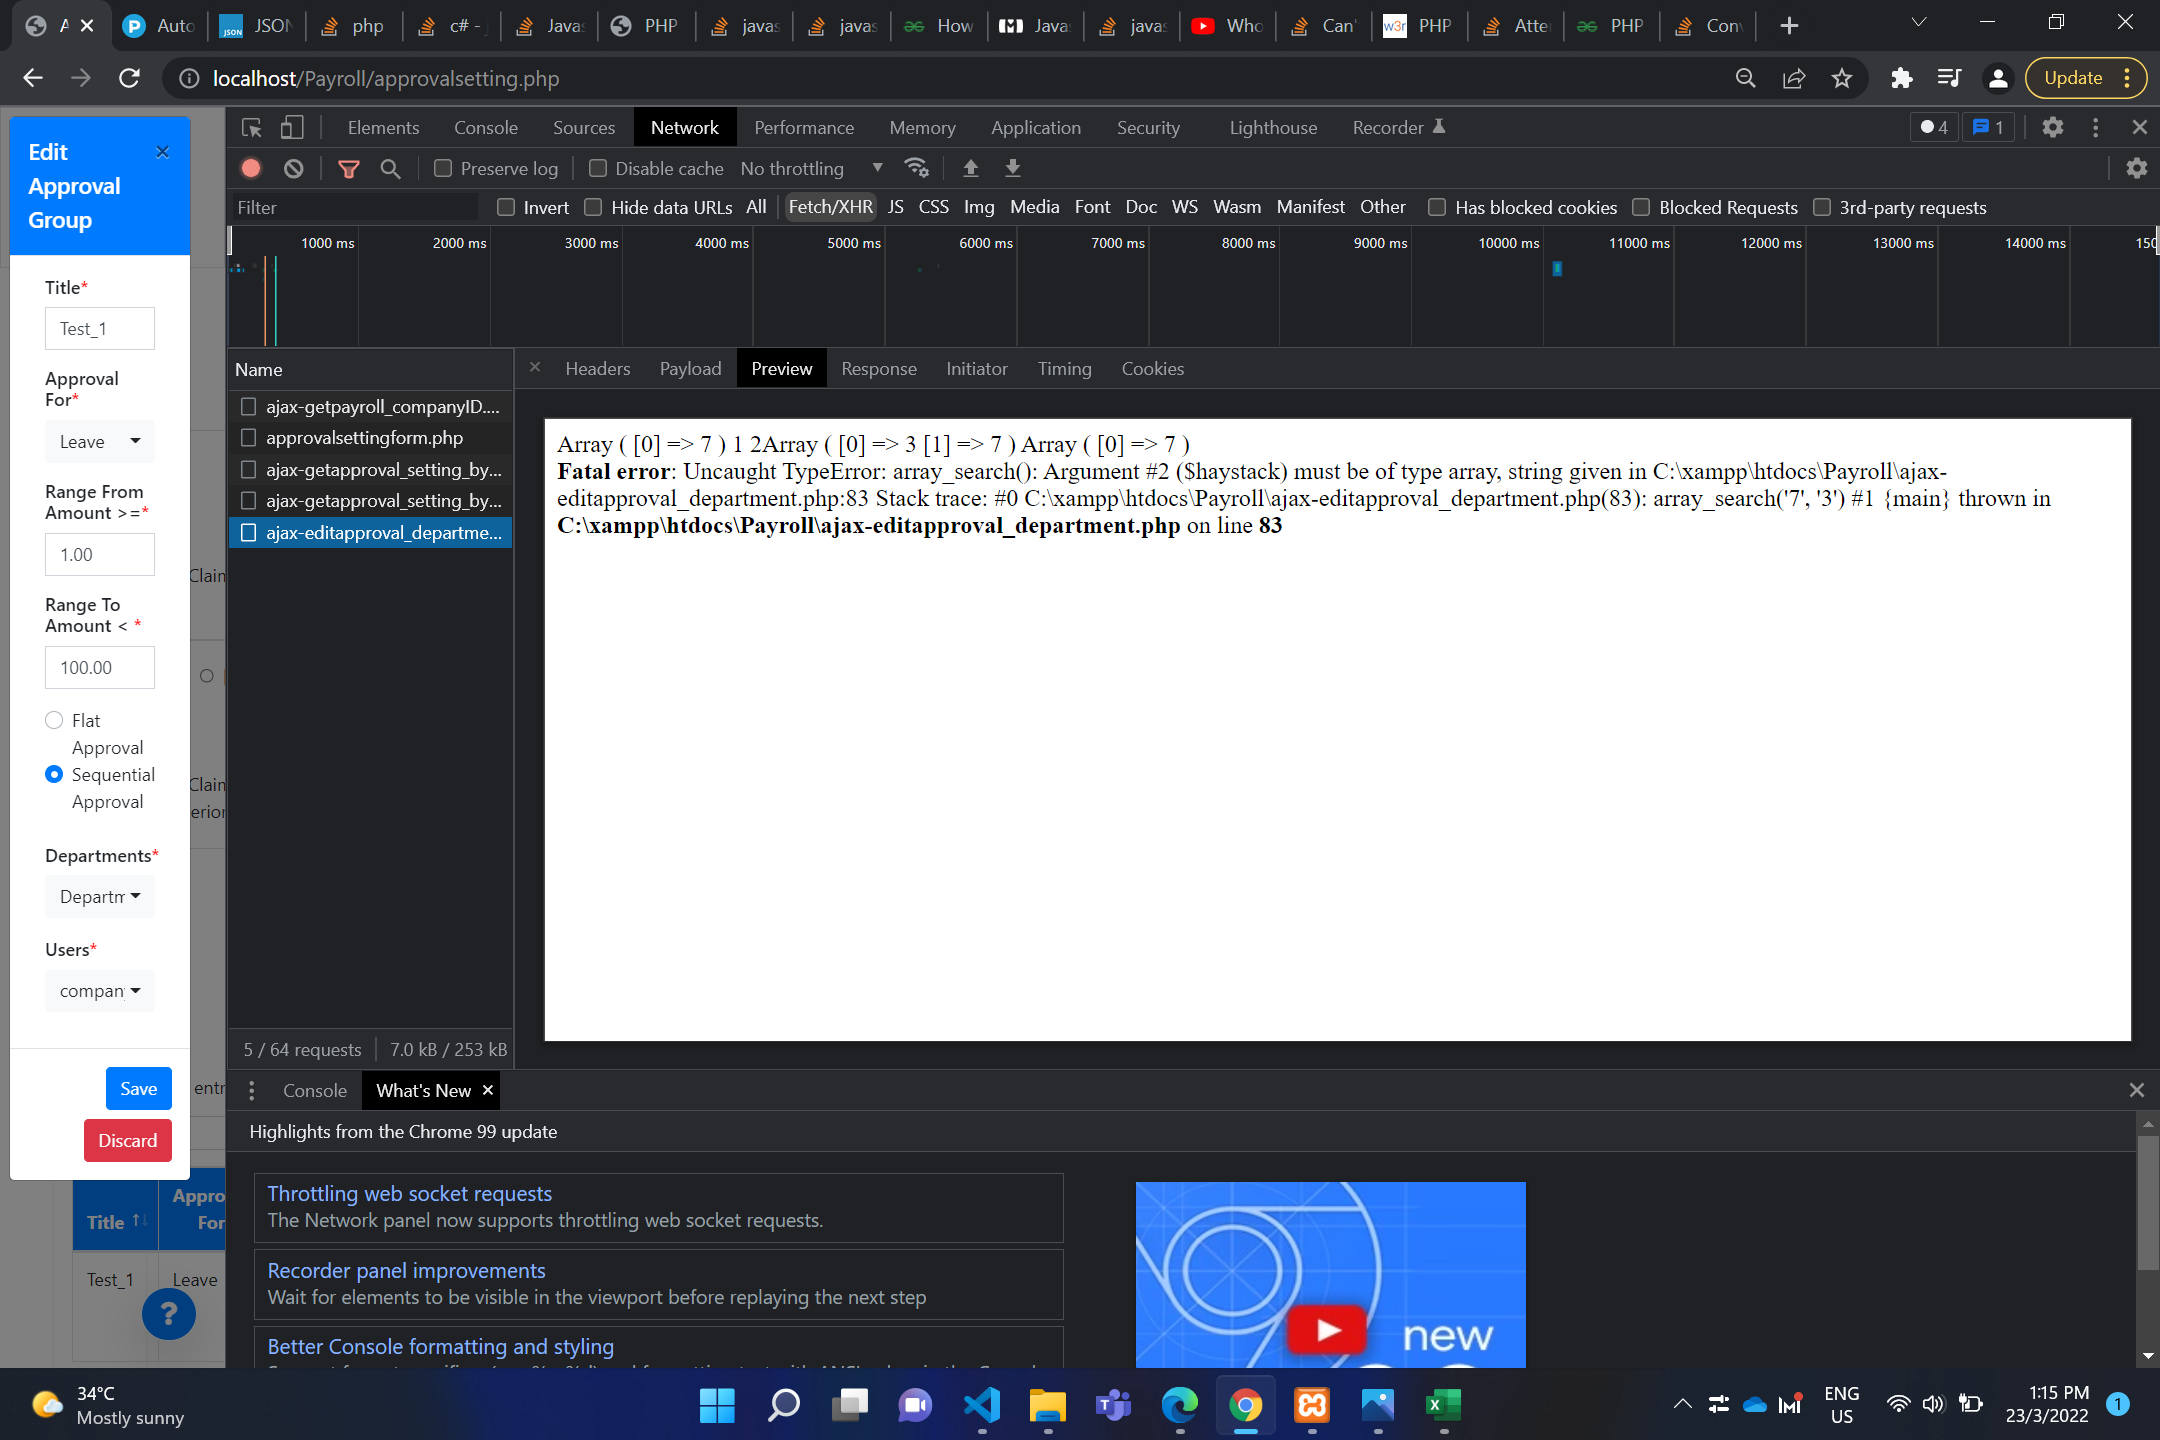 A
Auto
JSON
php
c# -
Javas
PHP
javas
javas
How
Java
javas
Who
Can'
w3r PHP
Atte
PHP
Conv
localhost/Payroll/approvalsetting.php
Update
Edit
Approval
Group
Title*
Test_1
Approval
For*
Leave
Range From
Amount >=*
1.00
Range To
Amount < *
100.00
Flat
Approval
Sequential
Approval
Departments*
Departm
Users*
compan
Save
Discard
Claim
Claim
erior
entr
Title
Appro
For
Test_1 Leave
?
Elements Console Sources Network Performance Memory Application Security Lighthouse Recorder 4 1
Preserve log Disable cache No throttling
Filter Invert Hide data URLs All Fetch/XHR JS CSS Img Media Font Doc WS Wasm Manifest Other Has blocked cookies Blocked Requests 3rd-party requests
1000 ms 2000 ms 3000 ms 4000 ms 5000 ms 6000 ms 7000 ms 8000 ms 9000 ms 10000 ms 11000 ms 12000 ms 13000 ms 14000 ms 150
Name
ajax-getpayroll_companyID....
approvalsettingform.php
ajax-getapproval_setting_by...
ajax-getapproval_setting_by...
ajax-editapproval_departme...
5 / 64 requests 7.0 kB / 253 kB
Headers Payload Preview Response Initiator Timing Cookies
Array ( [0] => 7 ) 1 2Array ( [0] => 3 [1] => 7 ) Array ( [0] => 7 )
Fatal error: Uncaught TypeError: array_search(): Argument #2 ($haystack) must be of type array, string given in C:\xampp\htdocs\Payroll\ajax-
editapproval_department.php:83 Stack trace: #0 C:\xampp\htdocs\Payroll\ajax-editapproval_department.php(83): array_search('7', '3') #1 {main} thrown in
C:\xampp\htdocs\Payroll\ajax-editapproval_department.php on line 83
Console What's New
Highlights from the Chrome 99 update
Throttling web socket requests
The Network panel now supports throttling web socket requests.
Recorder panel improvements
Wait for elements to be visible in the viewport before replaying the next step
Better Console formatting and styling
new
34°C
Mostly sunny
ENG
US
1:15 PM
23/3/2022
1